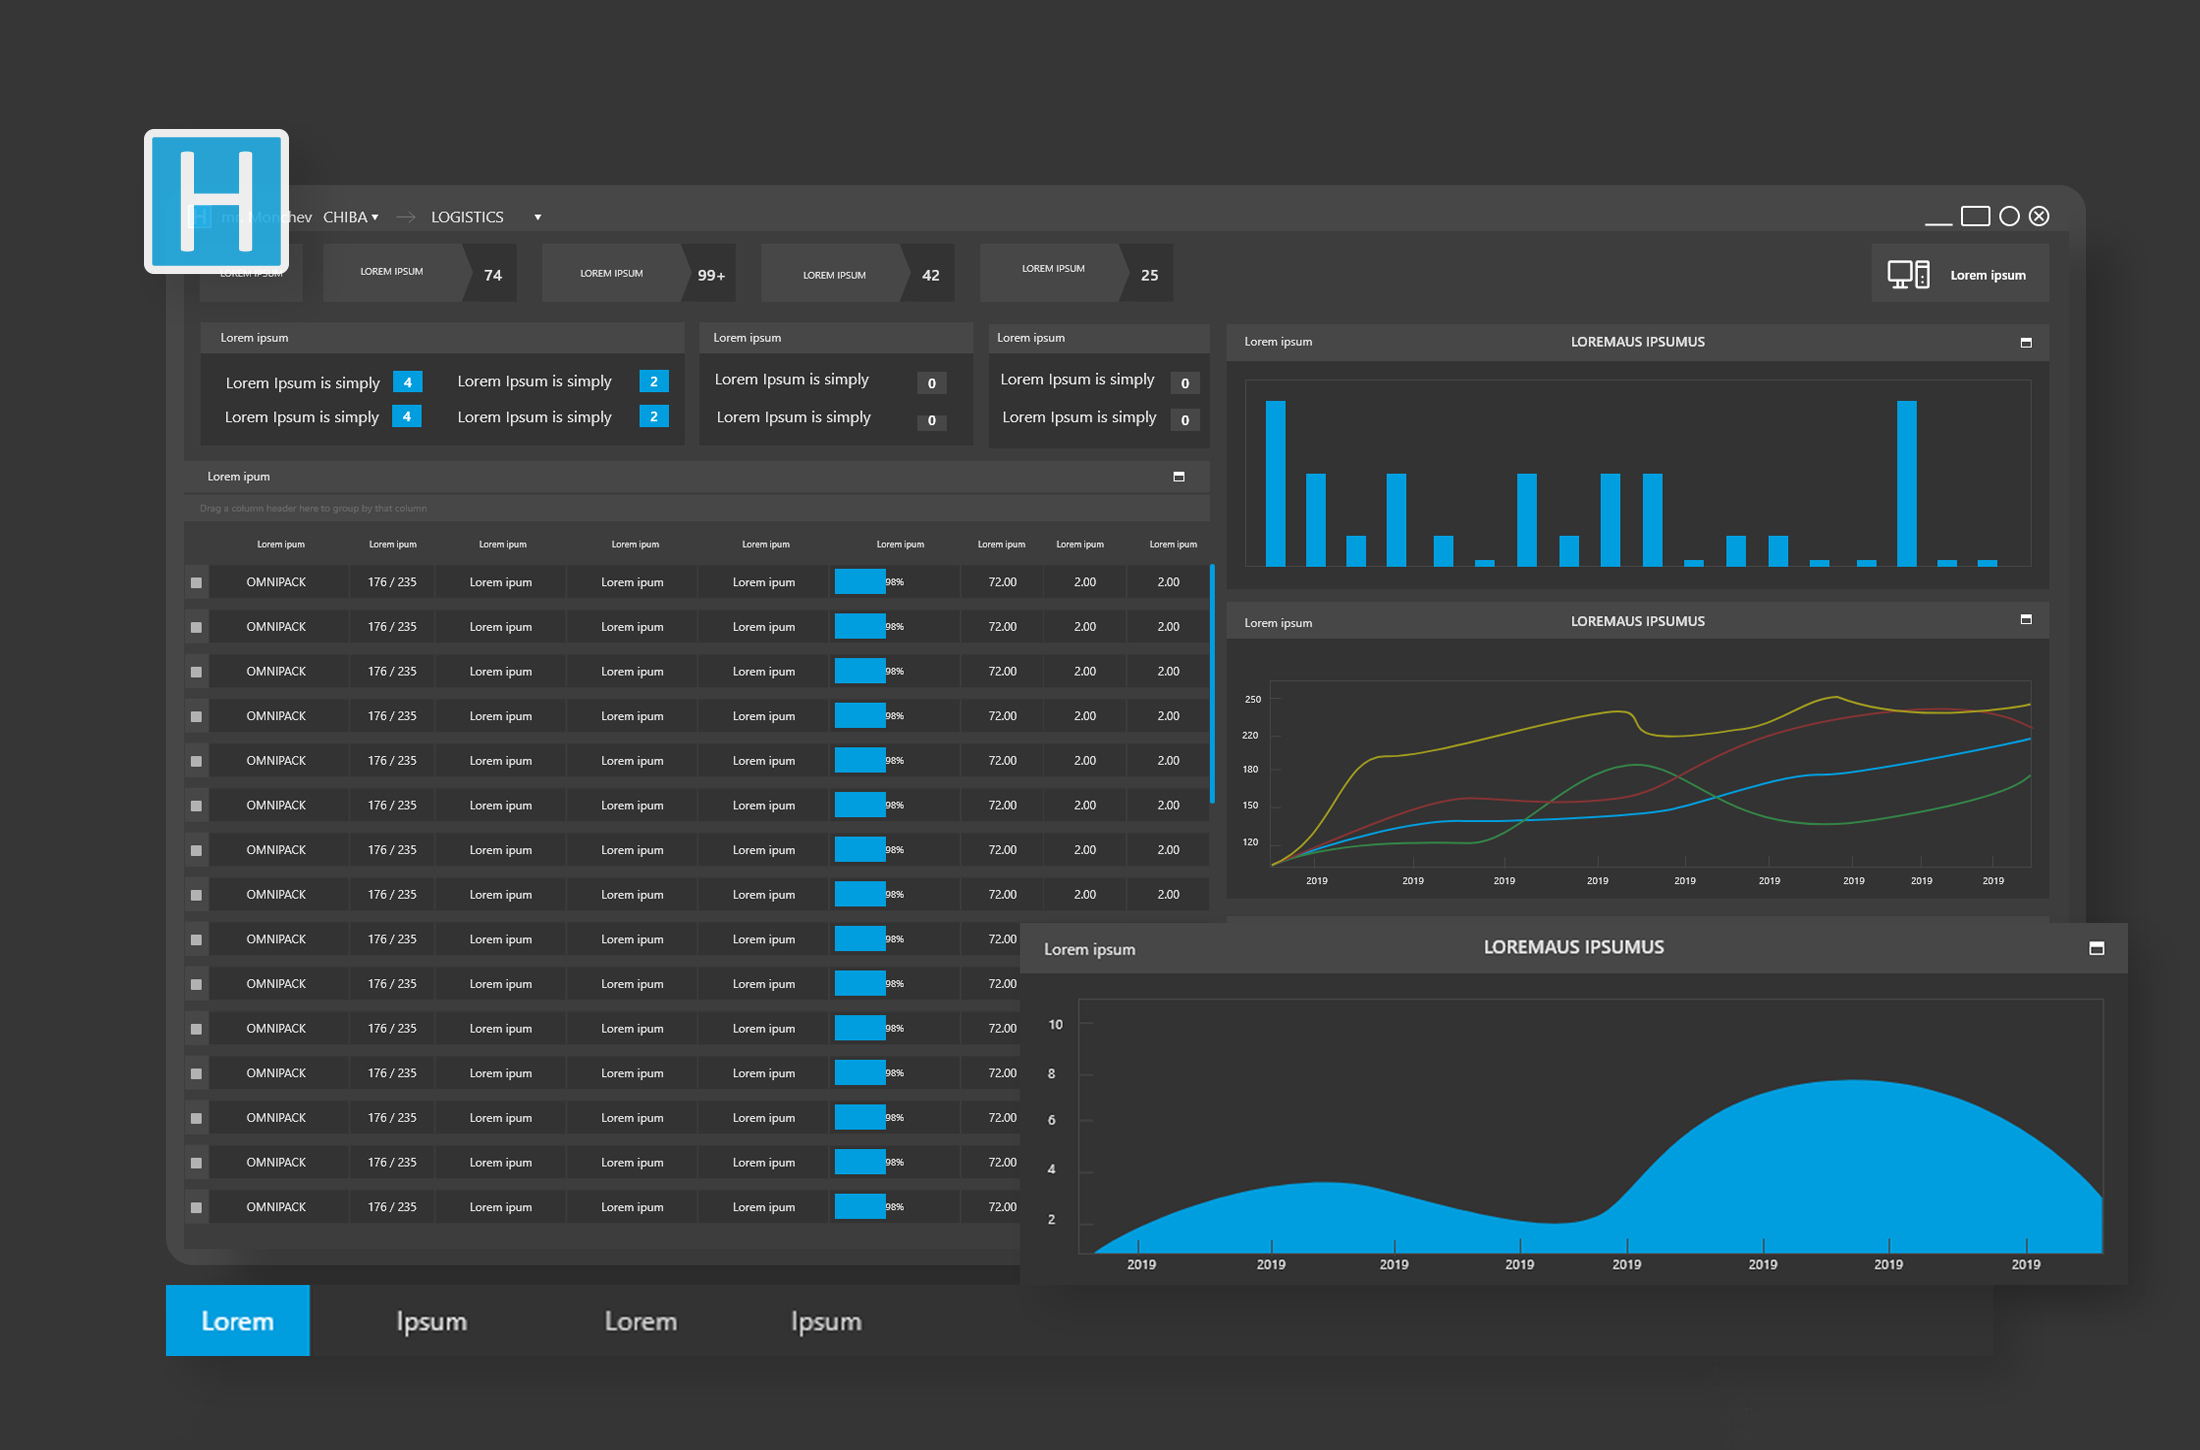 H
mr. Monchev CHIBA LOGISTICS
LOREM IPSUM
LOREM IPSUM 74
LOREM IPSUM 99+
LOREM IPSUM 42
LOREM IPSUM 25
Lorem ipsum
Lorem ipsum
Lorem Ipsum is simply 4 Lorem Ipsum is simply 2
Lorem Ipsum is simply 4 Lorem Ipsum is simply 2
Lorem ipsum
Lorem Ipsum is simply 0
Lorem Ipsum is simply 0
Lorem ipsum
Lorem Ipsum is simply 0
Lorem Ipsum is simply 0
Lorem ipum
Drag a column header here to group by that column
Lorem ipum Lorem ipum Lorem ipum Lorem ipum Lorem ipum Lorem ipum Lorem ipum Lorem ipum Lorem ipum
OMNIPACK 176 / 235 Lorem ipum Lorem ipum Lorem ipum 98% 72.00 2.00 2.00
OMNIPACK 176 / 235 Lorem ipum Lorem ipum Lorem ipum 98% 72.00 2.00 2.00
OMNIPACK 176 / 235 Lorem ipum Lorem ipum Lorem ipum 98% 72.00 2.00 2.00
OMNIPACK 176 / 235 Lorem ipum Lorem ipum Lorem ipum 98% 72.00 2.00 2.00
OMNIPACK 176 / 235 Lorem ipum Lorem ipum Lorem ipum 98% 72.00 2.00 2.00
OMNIPACK 176 / 235 Lorem ipum Lorem ipum Lorem ipum 98% 72.00 2.00 2.00
OMNIPACK 176 / 235 Lorem ipum Lorem ipum Lorem ipum 98% 72.00 2.00 2.00
OMNIPACK 176 / 235 Lorem ipum Lorem ipum Lorem ipum 98% 72.00 2.00 2.00
OMNIPACK 176 / 235 Lorem ipum Lorem ipum Lorem ipum 98% 72.00
OMNIPACK 176 / 235 Lorem ipum Lorem ipum Lorem ipum 98% 72.00
OMNIPACK 176 / 235 Lorem ipum Lorem ipum Lorem ipum 98% 72.00
OMNIPACK 176 / 235 Lorem ipum Lorem ipum Lorem ipum 98% 72.00
OMNIPACK 176 / 235 Lorem ipum Lorem ipum Lorem ipum 98% 72.00
OMNIPACK 176 / 235 Lorem ipum Lorem ipum Lorem ipum 98% 72.00
OMNIPACK 176 / 235 Lorem ipum Lorem ipum Lorem ipum 98% 72.00
Lorem ipsum LOREMAUS IPSUMUS
Lorem ipsum LOREMAUS IPSUMUS
250
220
180
150
120
2019 2019 2019 2019 2019 2019 2019 2019 2019
Lorem ipsum LOREMAUS IPSUMUS
10
8
6
4
2
2019 2019 2019 2019 2019 2019 2019 2019
Lorem Ipsum Lorem Ipsum